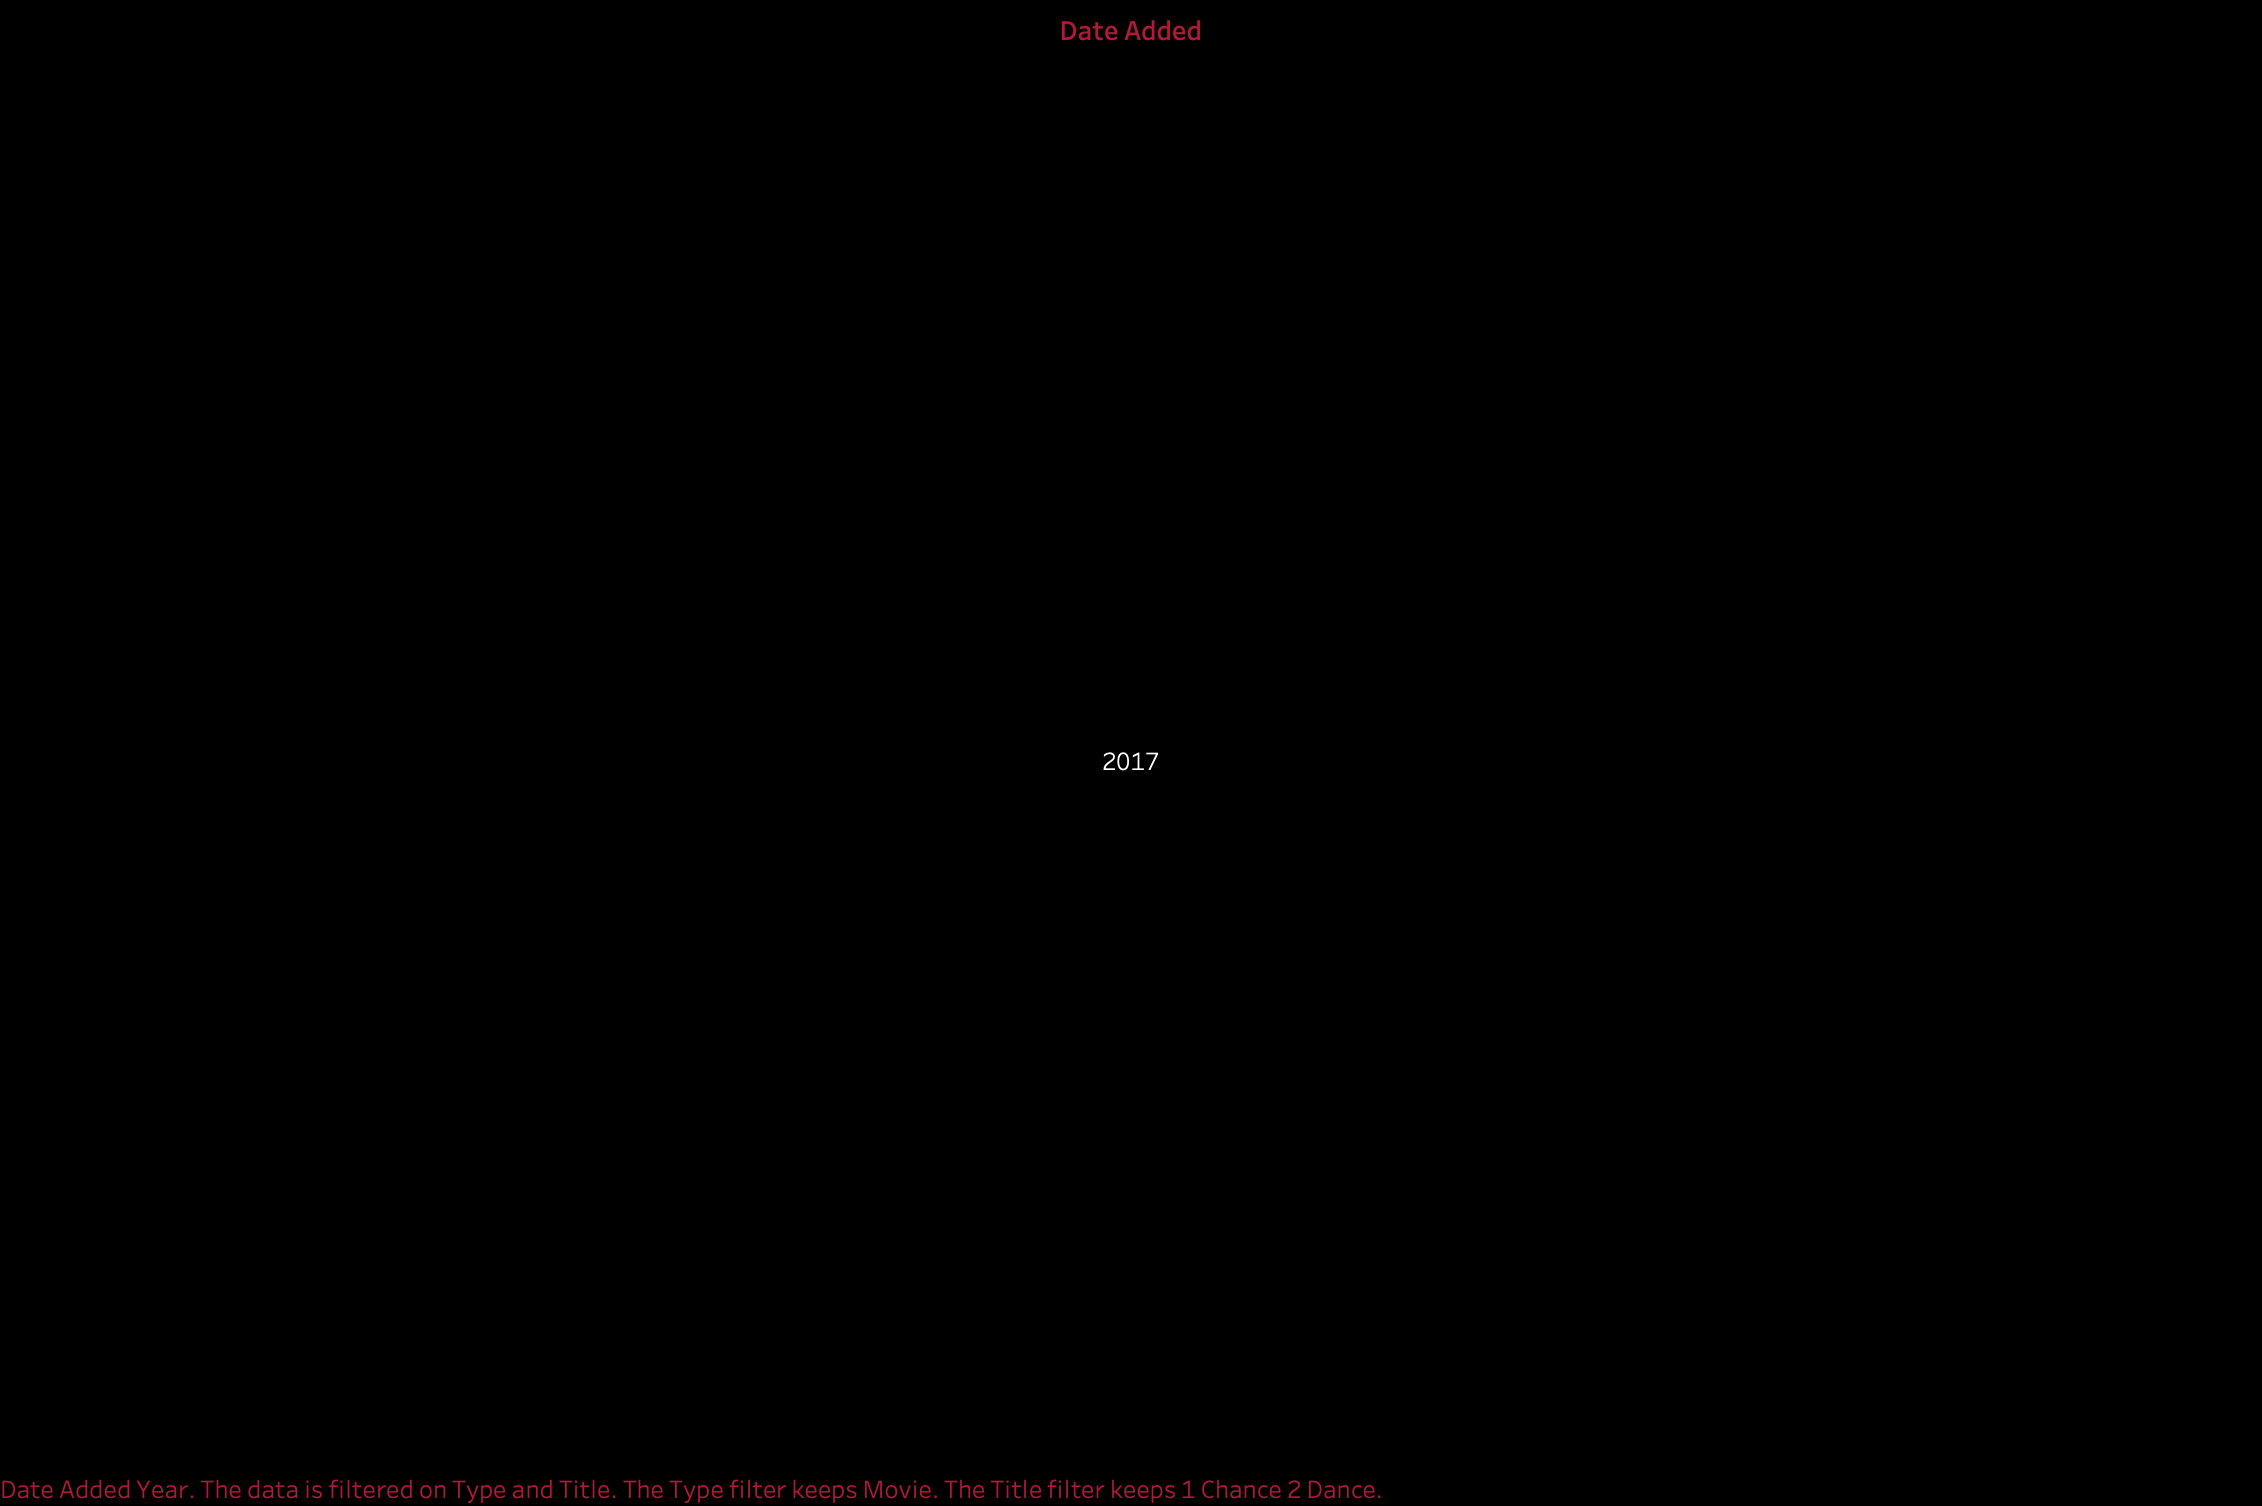 Date Added
2017
Date Added Year. The data is filtered on Type and Title. The Type filter keeps Movie. The Title filter keeps 1 Chance 2 Dance.